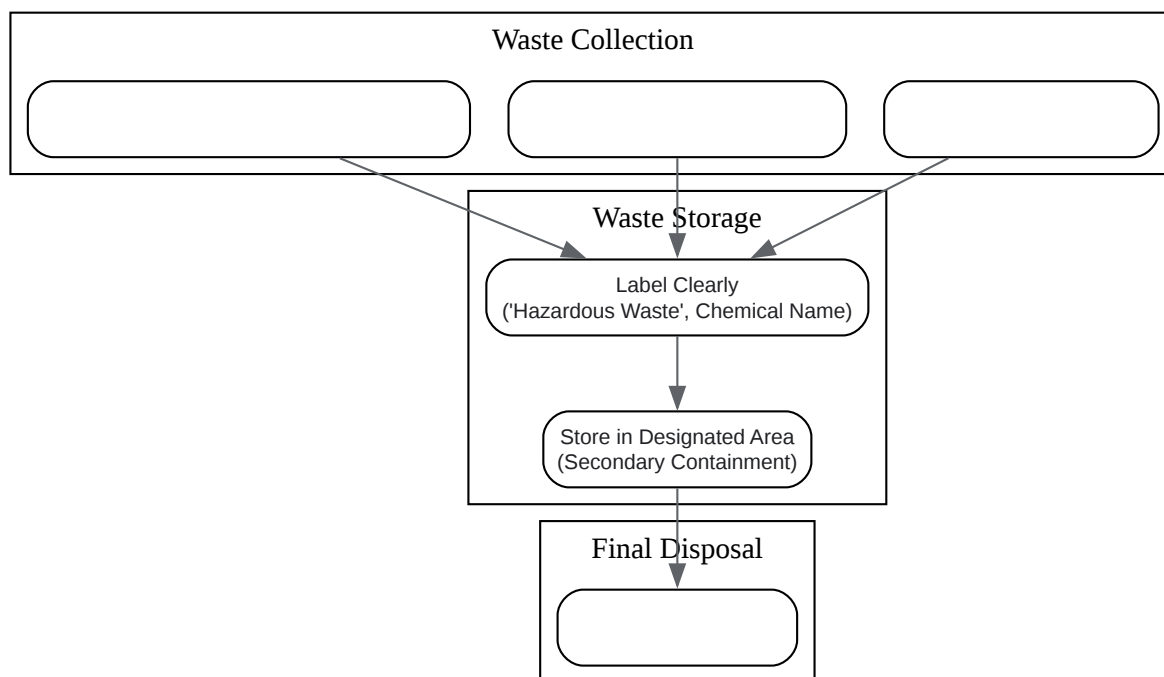 Waste Collection
Waste Storage
Label Clearly
('Hazardous Waste', Chemical Name)
Store in Designated Area
(Secondary Containment)
Final Disposal